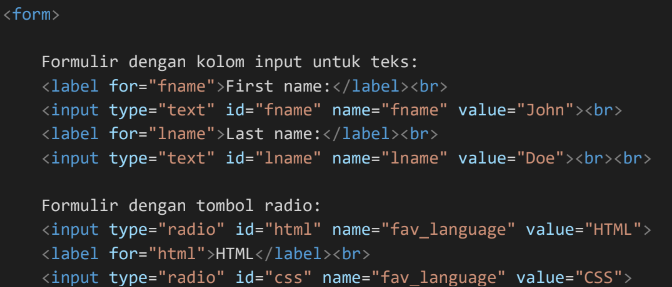 <form>
Formulir dengan kolom input untuk teks:
<label for="fname">First name:</label><br>
<input type="text" id="fname" name="fname" value="John"><br>
<label for="lname">Last name:</label><br>
<input type="text" id="lname" name="lname" value="Doe"><br><br>
Formulir dengan tombol radio:
<input type="radio" id="html" name="fav_language" value="HTML">
<label for="html">HTML</label><br>
<input type="radio" id="css" name="fav_language" value="CSS">